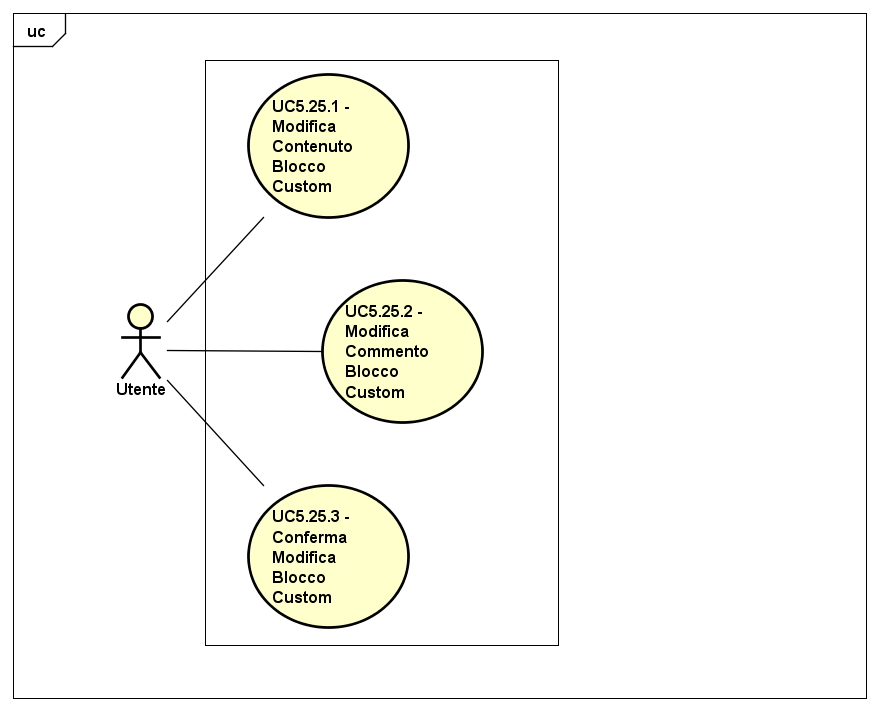 uc
UC5.25.1 -
Modifica
Contenuto
Blocco
Custom
UC5.25.2 -
Modifica
Commento
Blocco
Custom
Utente
UC5.25.3 -
Conferma
Modifica
Blocco
Custom